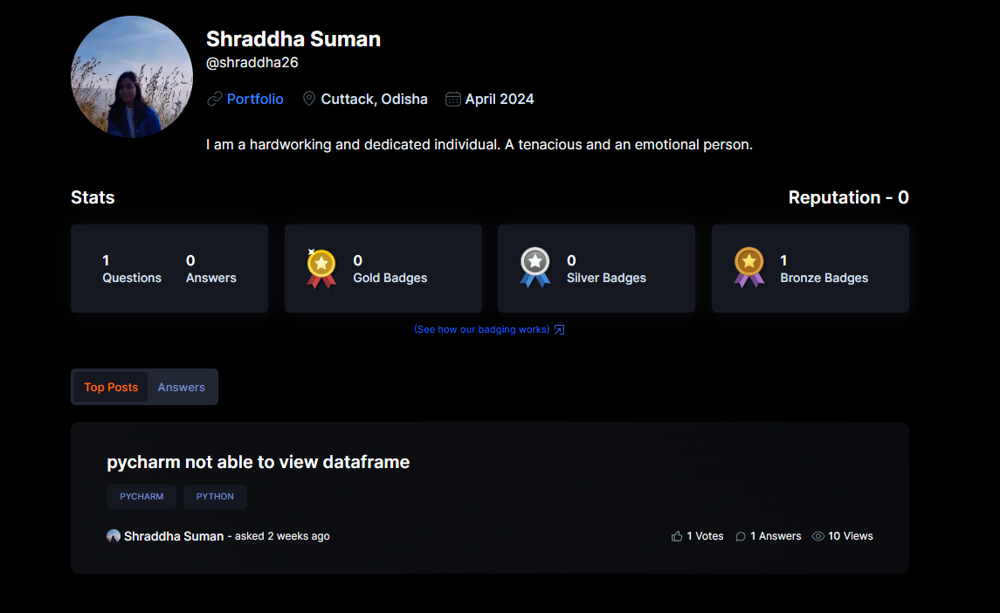 Shraddha Suman
@shraddha26
Portfolio Cuttack, Odisha April 2024
I am a hardworking and dedicated individual. A tenacious and an emotional person.
Stats Reputation - 0
1 0 0 0 1
Questions Answers Gold Badges Silver Badges Bronze Badges
(See how our badging works)
Top Posts Answers
pycharm not able to view dataframe
PYCHARM PYTHON
Shraddha Suman - asked 2 weeks ago 1 Votes 1 Answers 10 Views